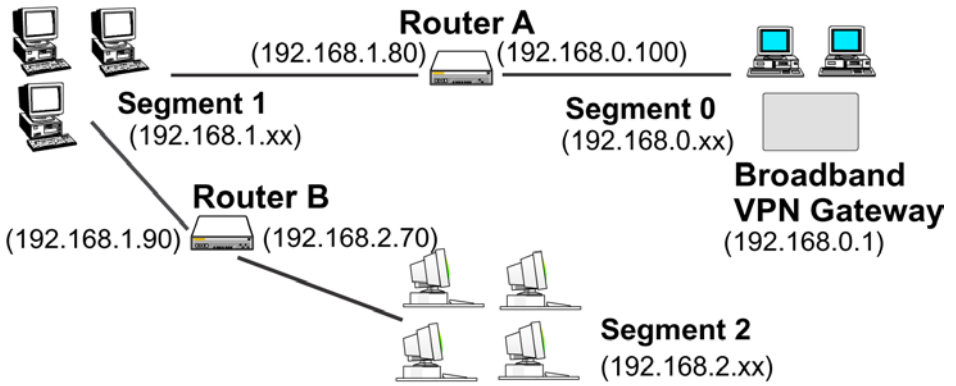 Router A
(192.168.1.80)
(192.168.0.100)
Segment 1
(192.168.1.xx)
Segment 0
(192.168.0.xx)
Broadband
VPN Gateway
(192.168.0.1)
Router B
(192.168.1.90)
(192.168.2.70)
Segment 2
(192.168.2.xx)